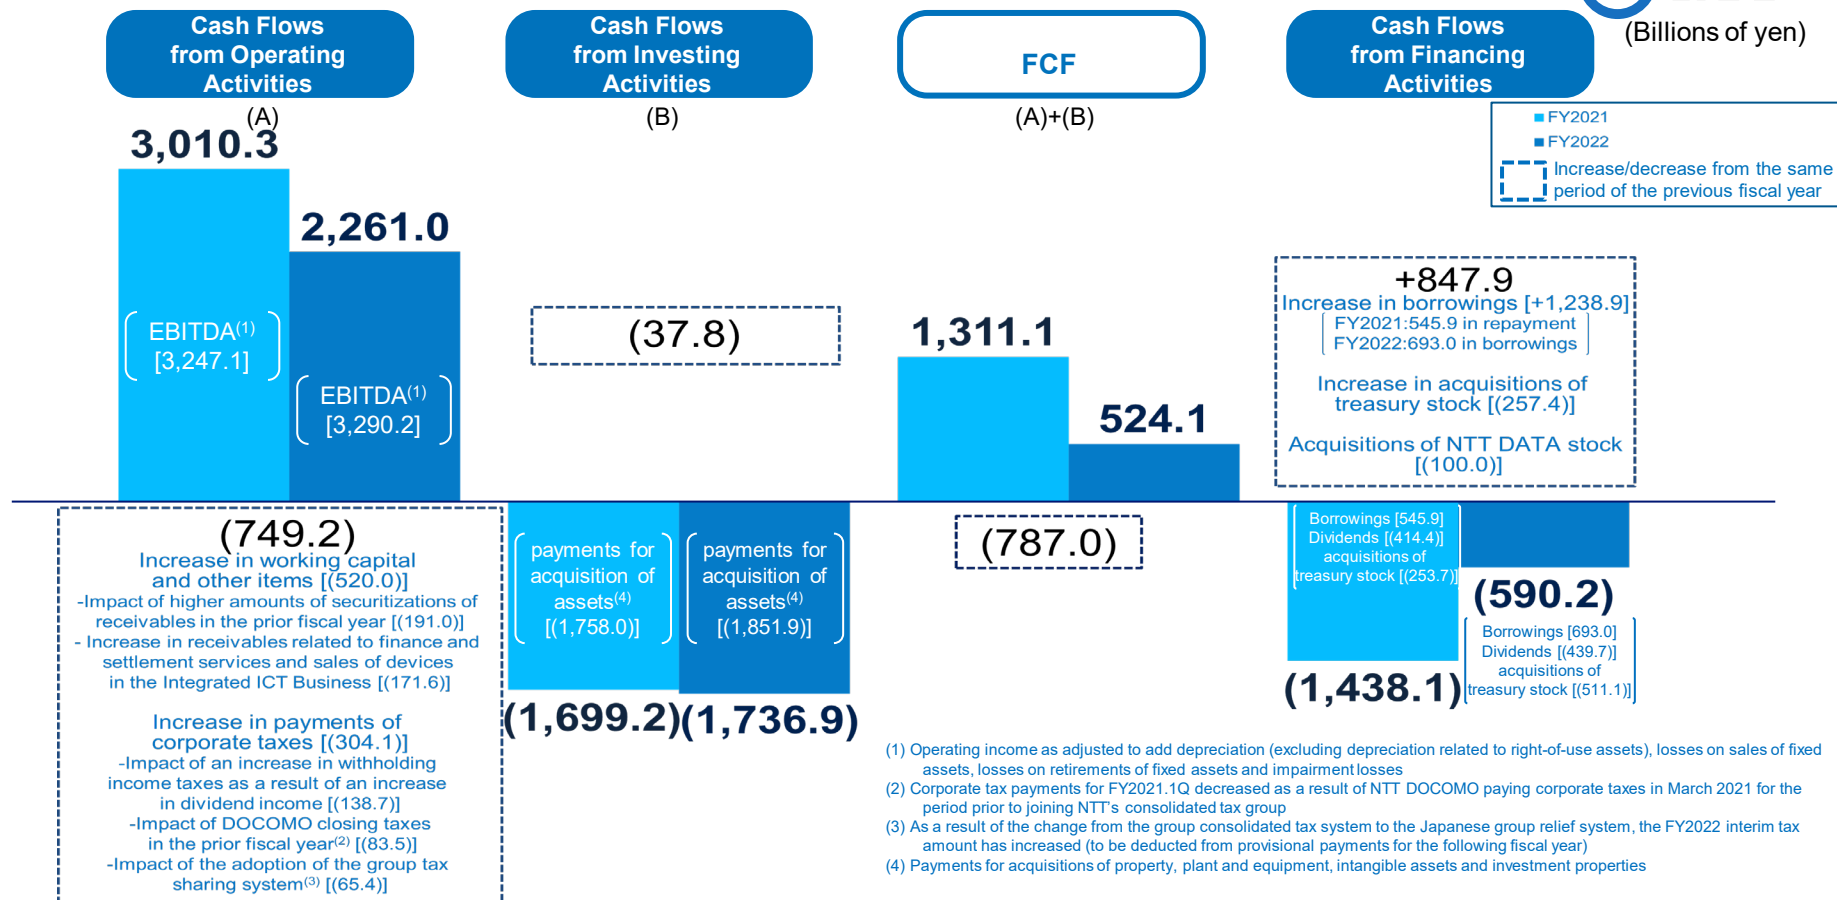 Cash Flows
from Operating
Activities
(A)
Cash Flows
from Investing
Activities
(B)
FCF
(A)+(B)
Cash Flows
from Financing
Activities
(Billions of yen)
FY2021
FY2022
Increase/decrease from the same
period of the previous fiscal year
3,010.3
2,261.0
EBITDA(1)
[3,247.1]
EBITDA(1)
[3,290.2]
(749.2)
Increase in working capital
and other items [(520.0)]
-Impact of higher amounts of securitizations of
receivables in the prior fiscal year [(191.0)]
- Increase in receivables related to finance and
settlement services and sales of devices
in the Integrated ICT Business [(171.6)]
Increase in payments of
corporate taxes [(304.1)]
-Impact of an increase in withholding
income taxes as a result of an increase
in dividend income [(138.7)]
-Impact of DOCOMO closing taxes
in the prior fiscal year(2) [(83.5)]
-Impact of the adoption of the group tax
sharing system(3) [(65.4)]
(37.8)
payments for
acquisition of
assets(4)
[(1,758.0)]
payments for
acquisition of
assets(4)
[(1,851.9)]
(1,699.2)
(1,736.9)
1,311.1
524.1
(787.0)
+847.9
Increase in borrowings [+1,238.9]
FY2021:545.9 in repayment
FY2022:693.0 in borrowings
Increase in acquisitions of
treasury stock [(257.4)]
Acquisitions of NTT DATA stock
[(100.0)]
Borrowings [545.9]
Dividends [(414.4)]
acquisitions of
treasury stock [(253.7)]
(1,438.1)
(590.2)
Borrowings [693.0]
Dividends [(439.7)]
acquisitions of
treasury stock [(511.1)]
(1) Operating income as adjusted to add depreciation (excluding depreciation related to right-of-use assets), losses on sales of fixed
assets, losses on retirements of fixed assets and impairment losses
(2) Corporate tax payments for FY2021.1Q decreased as a result of NTT DOCOMO paying corporate taxes in March 2021 for the
period prior to joining NTT's consolidated tax group
(3) As a result of the change from the group consolidated tax system to the Japanese group relief system, the FY2022 interim tax
amount has increased (to be deducted from provisional payments for the following fiscal year)
(4) Payments for acquisitions of property, plant and equipment, intangible assets and investment properties